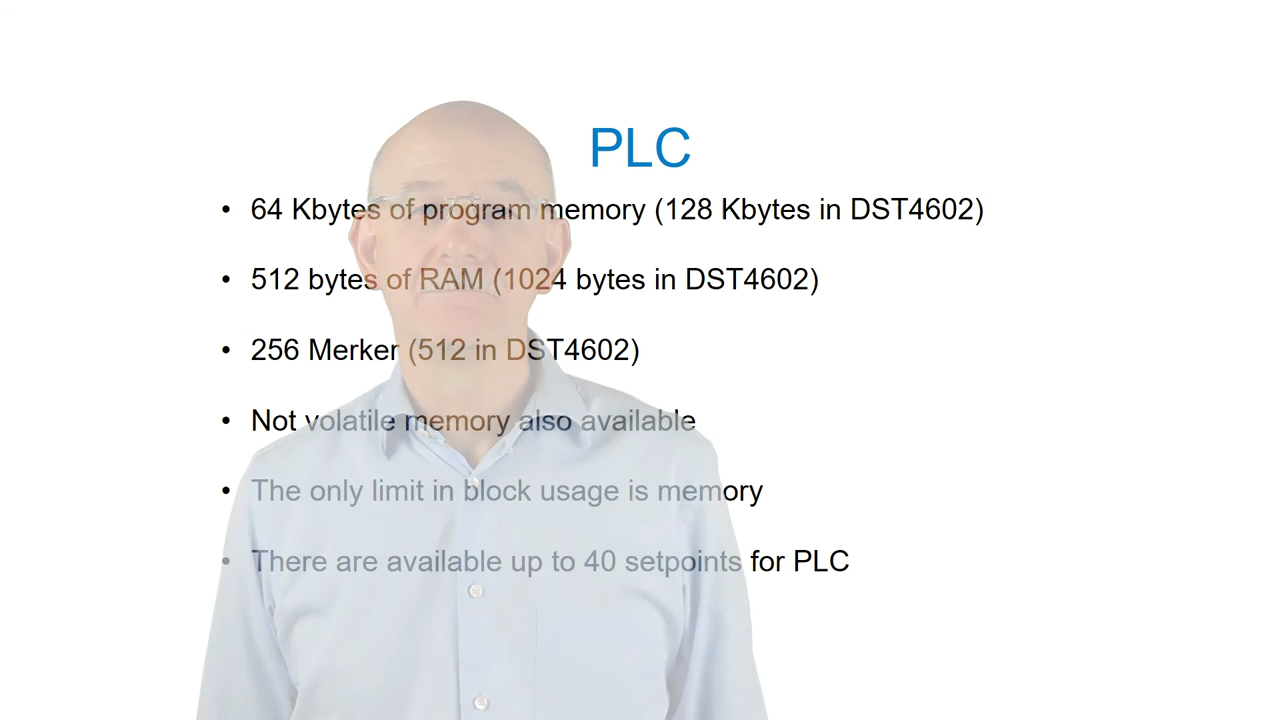 PLC
• 64 Kbytes of program memory (128 Kbytes in DST4602)
• 512 bytes of RAM (1024 bytes in DST4602)
• 256 Merker (512 in DST4602)
• Not volatile memory also available
• The only limit in block usage is memory
• There are available up to 40 setpoints for PLC